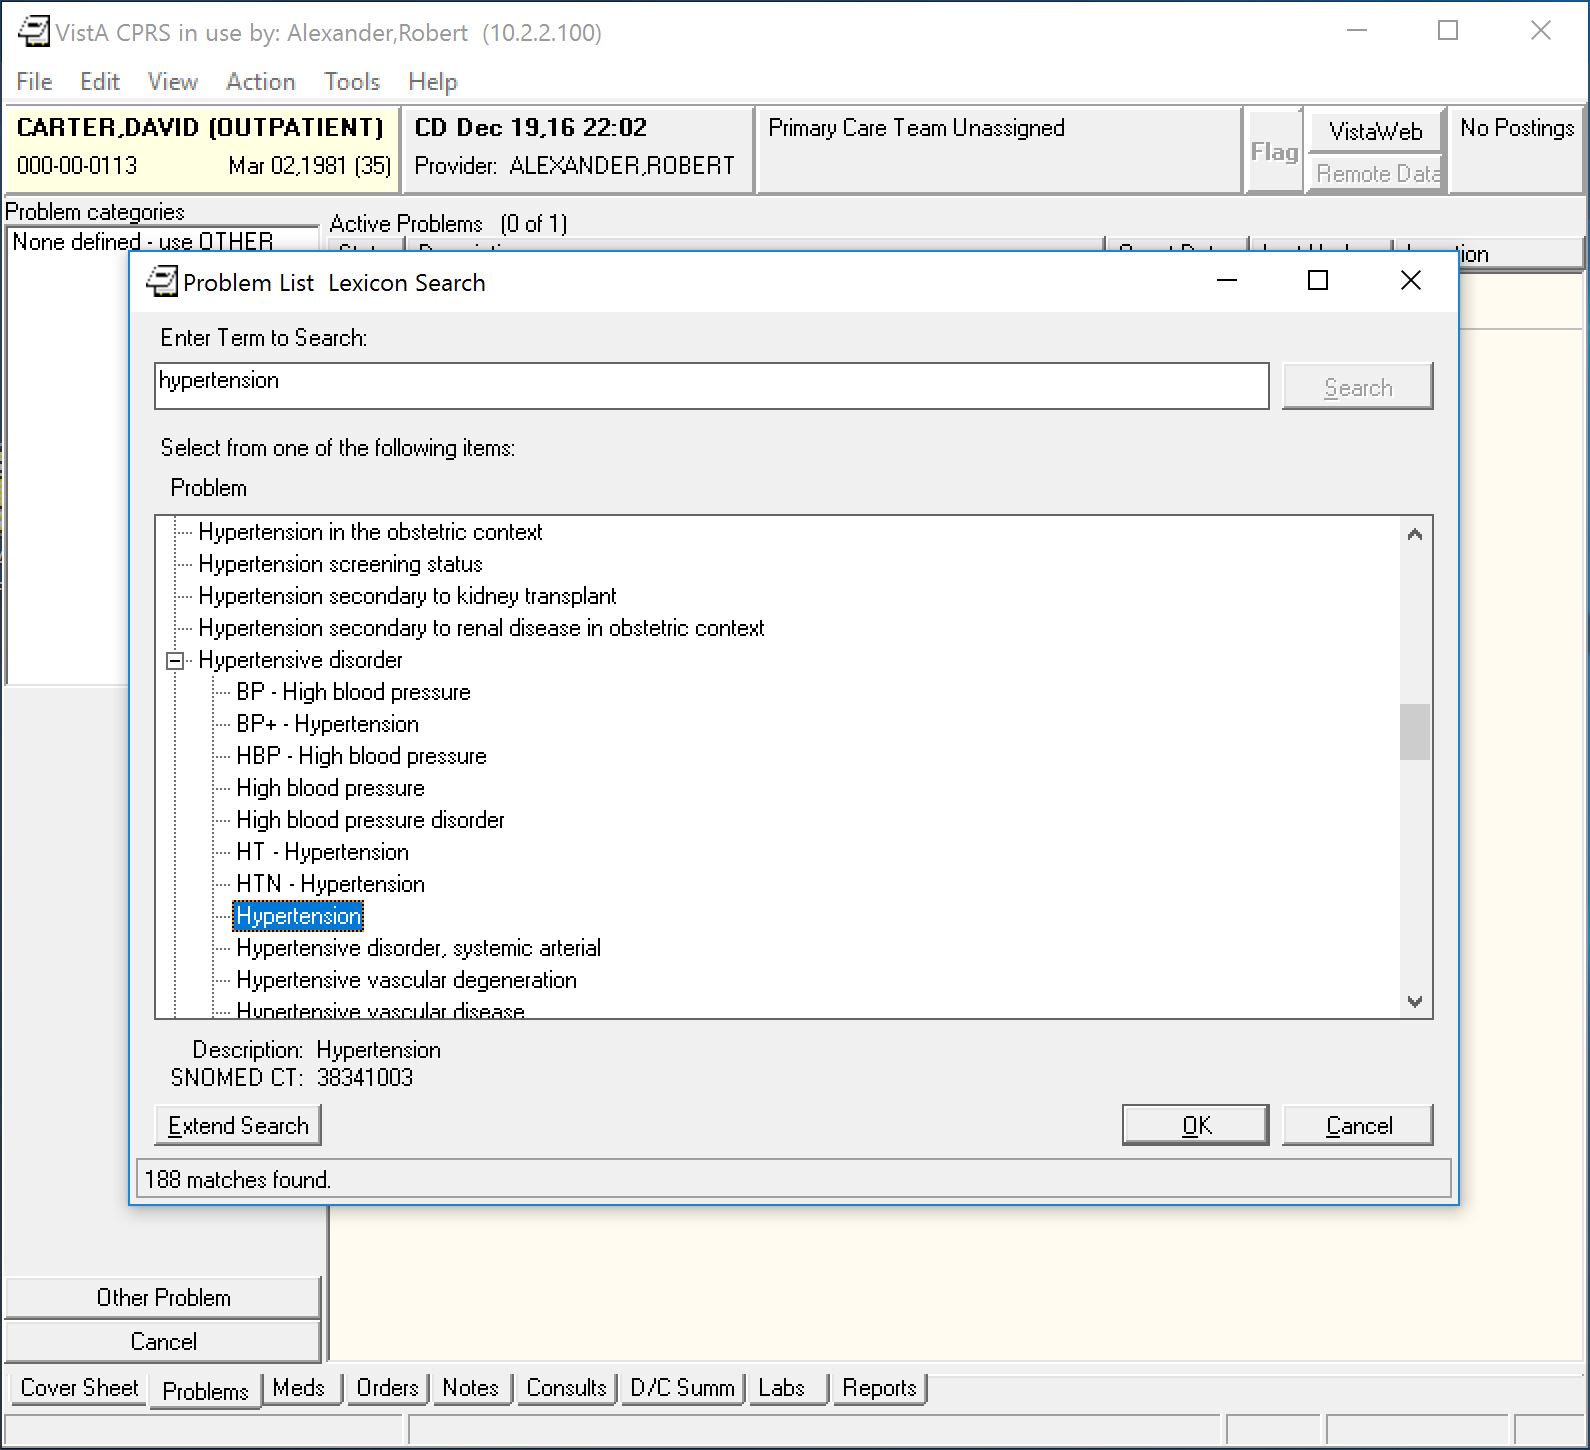 VistA CPRS in use by: Alexander,Robert (10.2.2.100)
File Edit View Action Tools Help
CARTER,DAVID (OUTPATIENT)
000-00-0113 Mar 02,1981 (35)
CD Dec 19,16 22:02
Provider: ALEXANDER,ROBERT
Primary Care Team Unassigned
Flag
VistaWeb
Remote Data
No Postings
Problem categories
None defined - use OTHER
Active Problems (0 of 1)
Problem List Lexicon Search
Enter Term to Search:
hypertension
Search
Select from one of the following items:
Problem
Hypertension in the obstetric context
Hypertension screening status
Hypertension secondary to kidney transplant
Hypertension secondary to renal disease in obstetric context
Hypertensive disorder
BP - High blood pressure
BP+ - Hypertension
HBP - High blood pressure
High blood pressure
High blood pressure disorder
HT - Hypertension
HTN - Hypertension
Hypertension
Hypertensive disorder, systemic arterial
Hypertensive vascular degeneration
Hypertensive vascular disease
Description: Hypertension
SNOMED CT: 38341003
Extend Search
OK
Cancel
188 matches found.
Other Problem
Cancel
Cover Sheet Problems Meds Orders Notes Consults D/C Summ Labs Reports